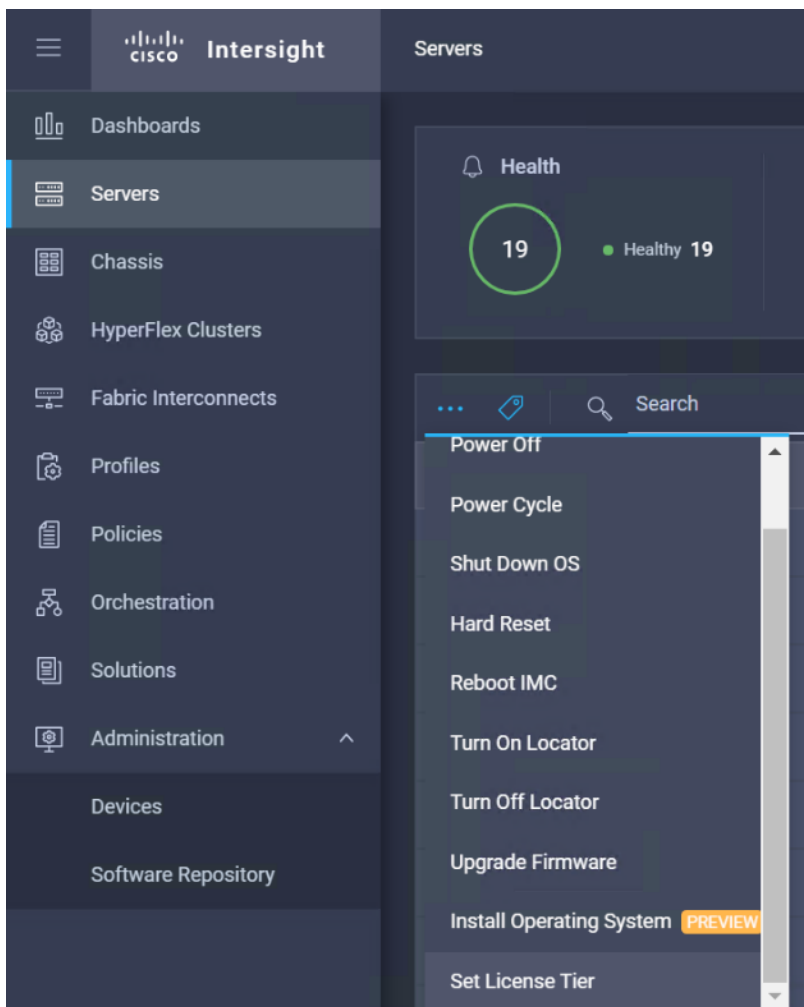 cisco Intersight
Servers
Dashboards
Servers
Chassis
HyperFlex Clusters
Fabric Interconnects
Profiles
Policies
Orchestration
Solutions
Administration
Devices
Software Repository
Health
19
Healthy 19
... Search
Power Off
Power Cycle
Shut Down OS
Hard Reset
Reboot IMC
Turn On Locator
Turn Off Locator
Upgrade Firmware
Install Operating System PREVIEW
Set License Tier